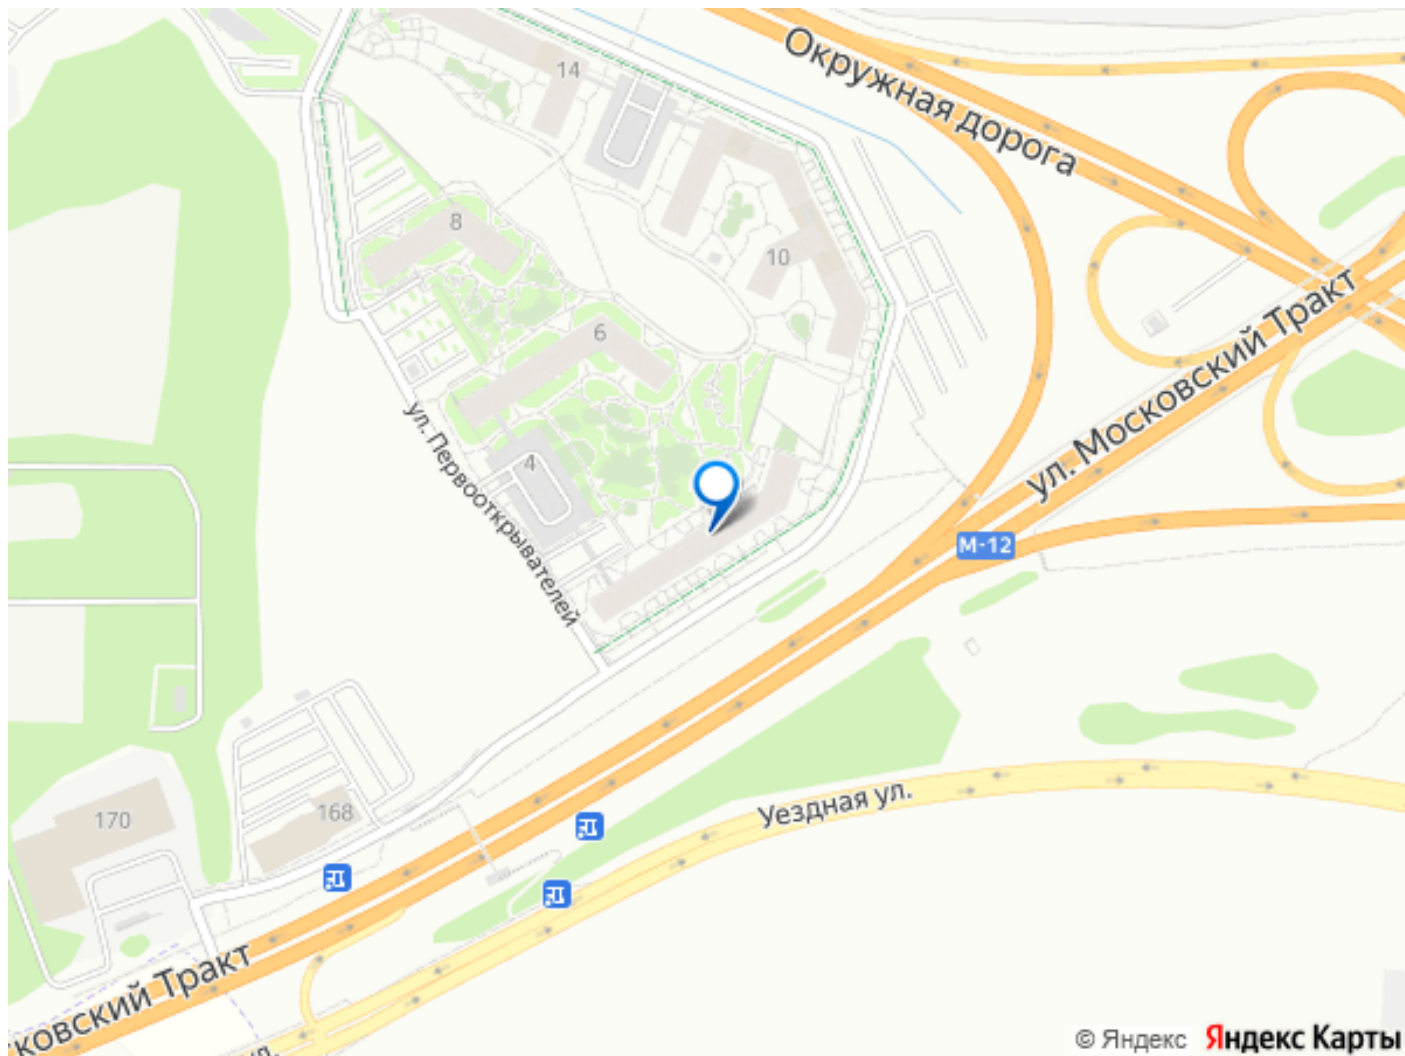 14
Окружная дорога
8
10
6
ул. Московский Тракт
ул. Первооткрывателей
4
М-12
Уездная ул.
170
168
ковский Тракт
ул.
© Яндекс Яндекс Карты